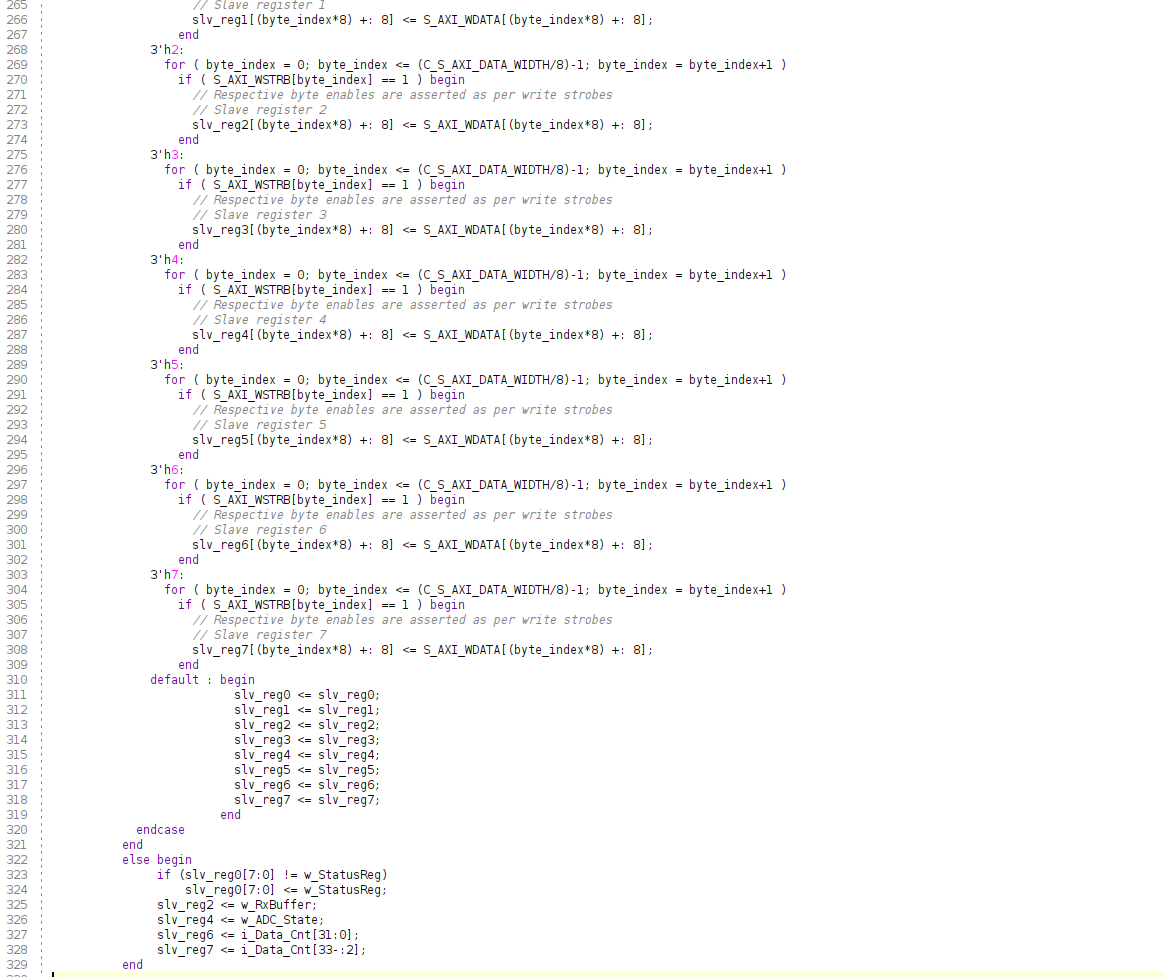 265 // Slave register 1
266 slv_reg1[(byte_index*8) +: 8] <= S_AXI_WDATA[(byte_index*8) +: 8];
267 end
268 3'h2:
269 for ( byte_index = 0; byte_index <= (C_S_AXI_DATA_WIDTH/8)-1; byte_index = byte_index+1 )
270 if ( S_AXI_WSTRB[byte_index] == 1 ) begin
271 // Respective byte enables are asserted as per write strobes
272 // Slave register 2
273 slv_reg2[(byte_index*8) +: 8] <= S_AXI_WDATA[(byte_index*8) +: 8];
274 end
275 3'h3:
276 for ( byte_index = 0; byte_index <= (C_S_AXI_DATA_WIDTH/8)-1; byte_index = byte_index+1 )
277 if ( S_AXI_WSTRB[byte_index] == 1 ) begin
278 // Respective byte enables are asserted as per write strobes
279 // Slave register 3
280 slv_reg3[(byte_index*8) +: 8] <= S_AXI_WDATA[(byte_index*8) +: 8];
281 end
282 3'h4:
283 for ( byte_index = 0; byte_index <= (C_S_AXI_DATA_WIDTH/8)-1; byte_index = byte_index+1 )
284 if ( S_AXI_WSTRB[byte_index] == 1 ) begin
285 // Respective byte enables are asserted as per write strobes
286 // Slave register 4
287 slv_reg4[(byte_index*8) +: 8] <= S_AXI_WDATA[(byte_index*8) +: 8];
288 end
289 3'h5:
290 for ( byte_index = 0; byte_index <= (C_S_AXI_DATA_WIDTH/8)-1; byte_index = byte_index+1 )
291 if ( S_AXI_WSTRB[byte_index] == 1 ) begin
292 // Respective byte enables are asserted as per write strobes
293 // Slave register 5
294 slv_reg5[(byte_index*8) +: 8] <= S_AXI_WDATA[(byte_index*8) +: 8];
295 end
296 3'h6:
297 for ( byte_index = 0; byte_index <= (C_S_AXI_DATA_WIDTH/8)-1; byte_index = byte_index+1 )
298 if ( S_AXI_WSTRB[byte_index] == 1 ) begin
299 // Respective byte enables are asserted as per write strobes
300 // Slave register 6
301 slv_reg6[(byte_index*8) +: 8] <= S_AXI_WDATA[(byte_index*8) +: 8];
302 end
303 3'h7:
304 for ( byte_index = 0; byte_index <= (C_S_AXI_DATA_WIDTH/8)-1; byte_index = byte_index+1 )
305 if ( S_AXI_WSTRB[byte_index] == 1 ) begin
306 // Respective byte enables are asserted as per write strobes
307 // Slave register 7
308 slv_reg7[(byte_index*8) +: 8] <= S_AXI_WDATA[(byte_index*8) +: 8];
309 end
310 default : begin
311 slv_reg0 <= slv_reg0;
312 slv_reg1 <= slv_reg1;
313 slv_reg2 <= slv_reg2;
314 slv_reg3 <= slv_reg3;
315 slv_reg4 <= slv_reg4;
316 slv_reg5 <= slv_reg5;
317 slv_reg6 <= slv_reg6;
318 slv_reg7 <= slv_reg7;
319 end
320 endcase
321 end
322 else begin
323 if (slv_reg0[7:0] != w_StatusReg)
324 slv_reg0[7:0] <= w_StatusReg;
325 slv_reg2 <= w_RxBuffer;
326 slv_reg4 <= w_ADC_State;
327 slv_reg6 <= i_Data_Cnt[31:0];
328 slv_reg7 <= i_Data_Cnt[33-:2];
329 end